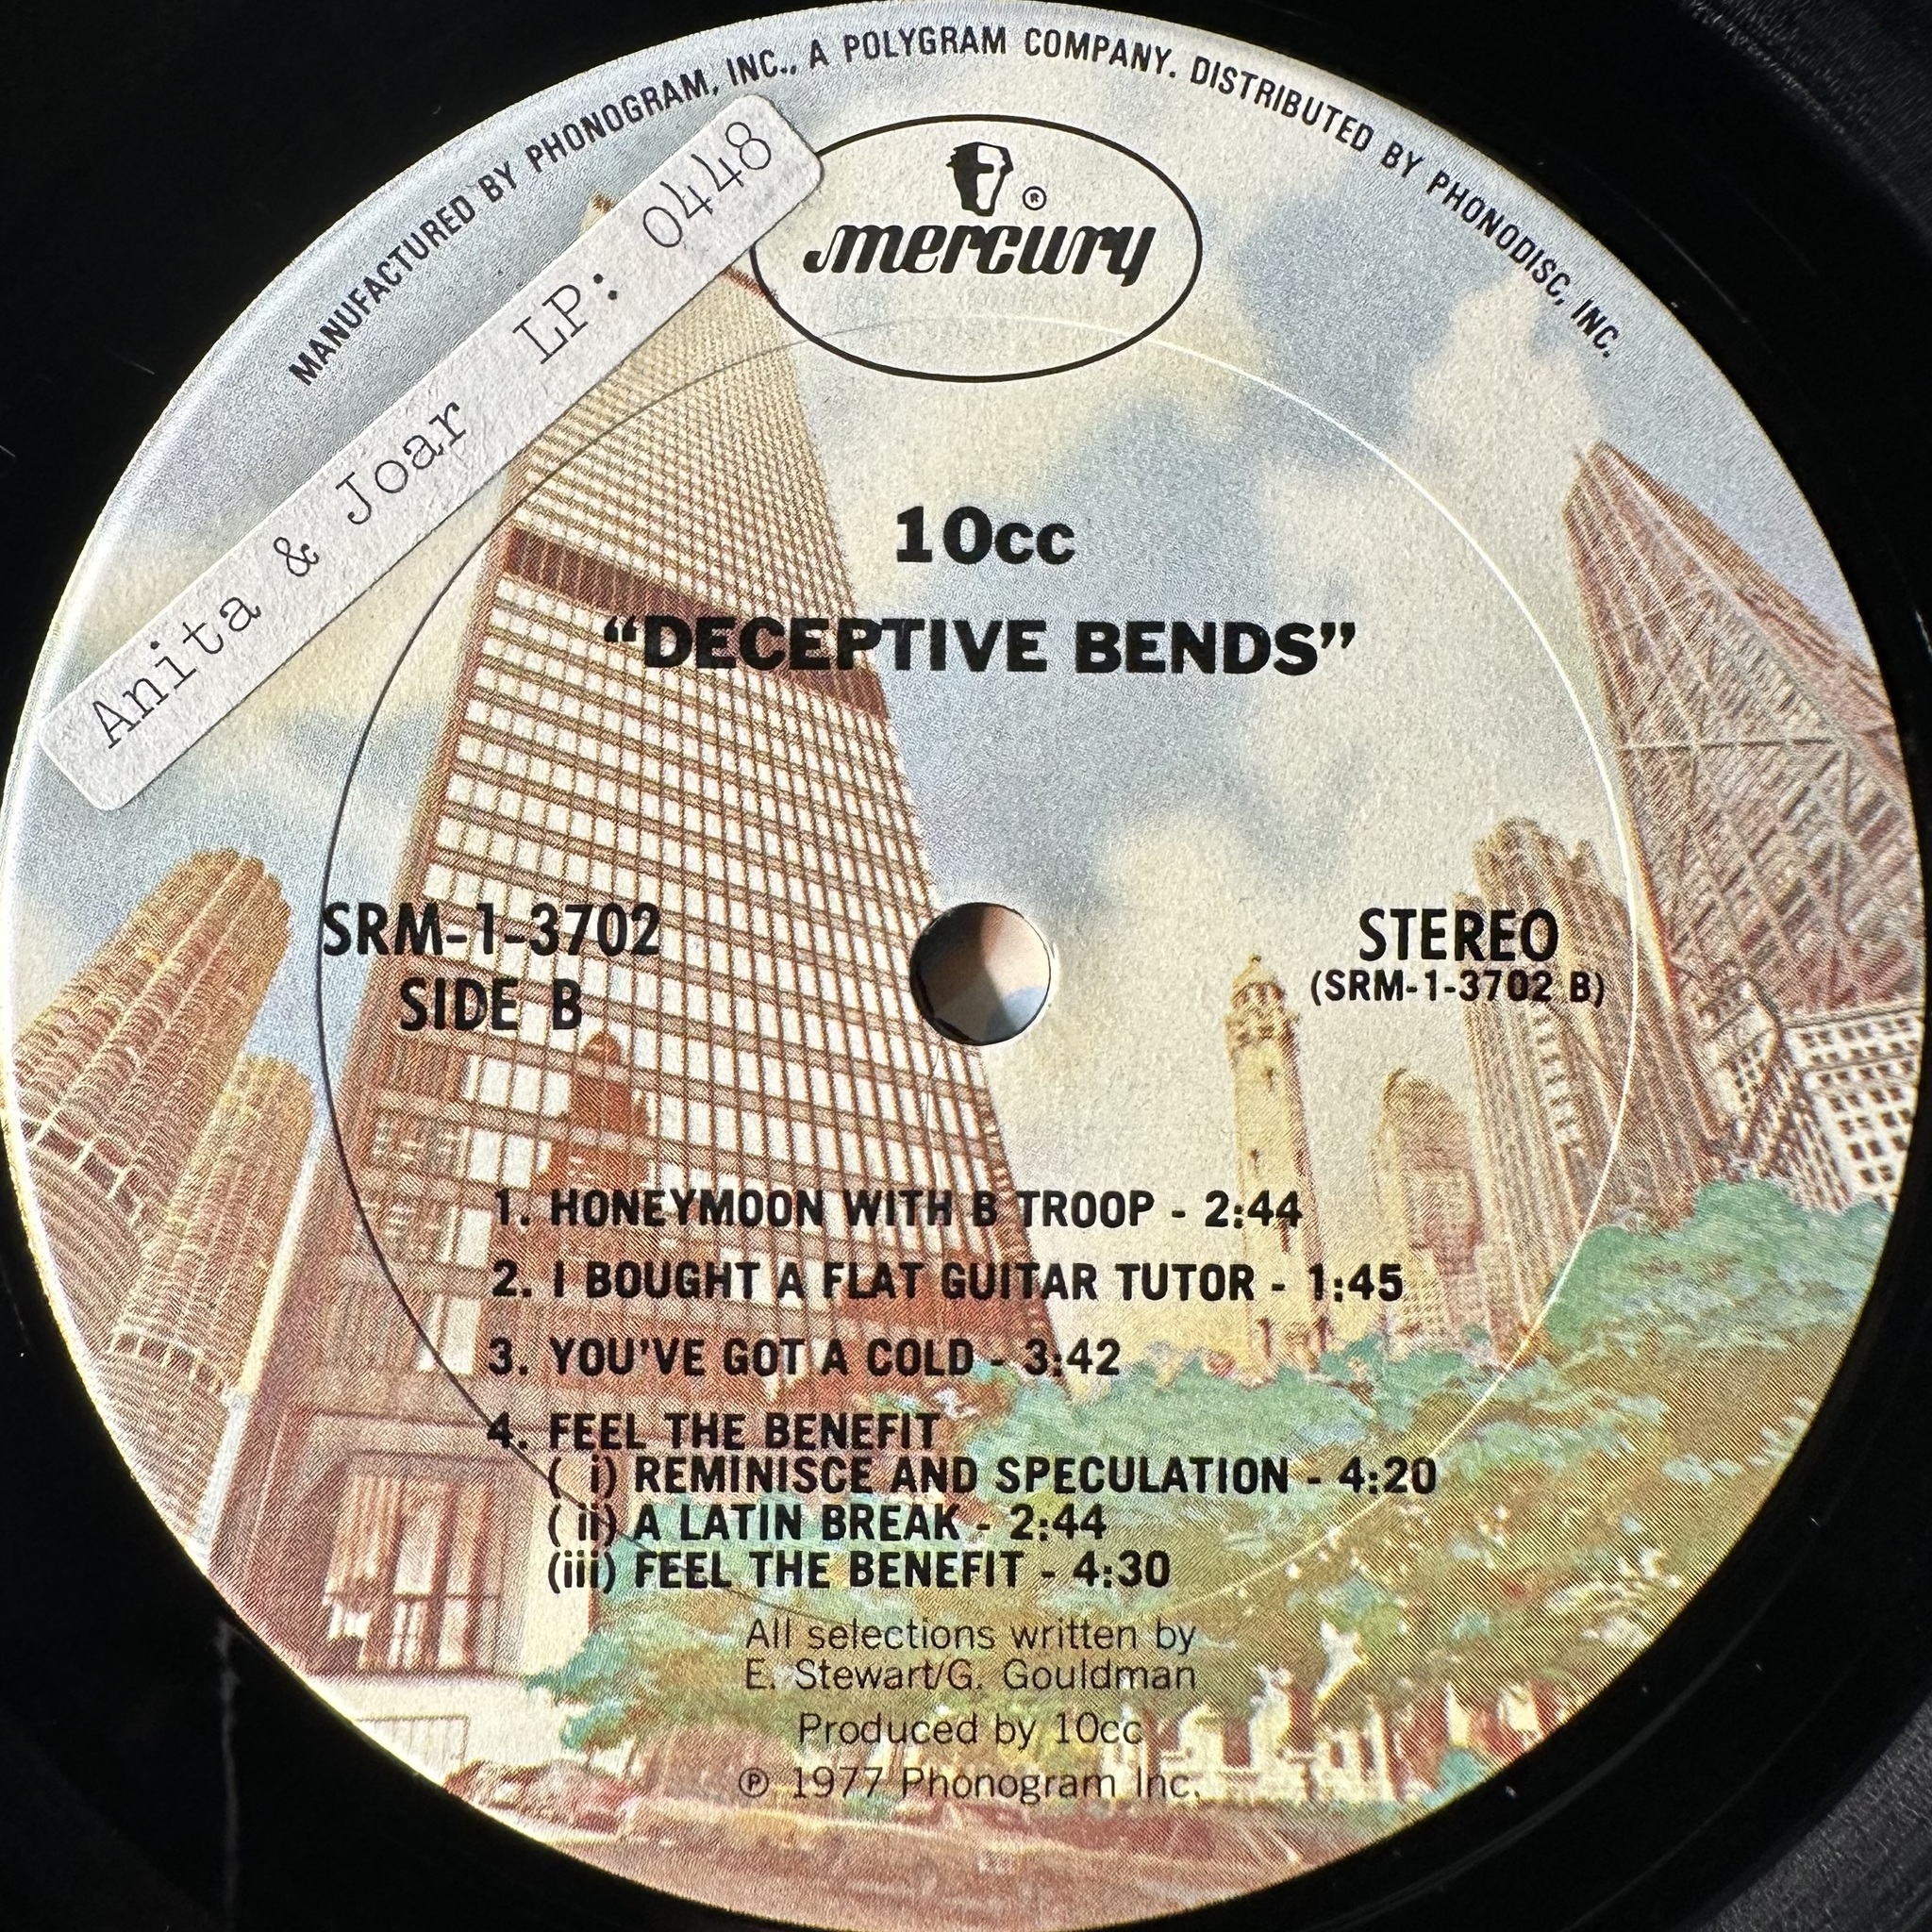 MANUFACTURED BY PHONOGRAM, INC., A POLYGRAM COMPANY. DISTRIBUTED BY PHONODISC, INC.
Anita & Joar LP: 0448
®
mercury
10cc
“DECEPTIVE BENDS”
SRM-1-3702
SIDE B
STEREO
(SRM-1-3702 B)
1. HONEYMOON WITH B TROOP - 2:44
2. I BOUGHT A FLAT GUITAR TUTOR - 1:45
3. YOU'VE GOT A COLD - 3:42
4. FEEL THE BENEFIT
( i) REMINISCE AND SPECULATION - 4:20
( ii) A LATIN BREAK - 2:44
(iii) FEEL THE BENEFIT - 4:30
All selections written by
E. Stewart/G. Gouldman
Produced by 10cc
℗ 1977 Phonogram Inc.